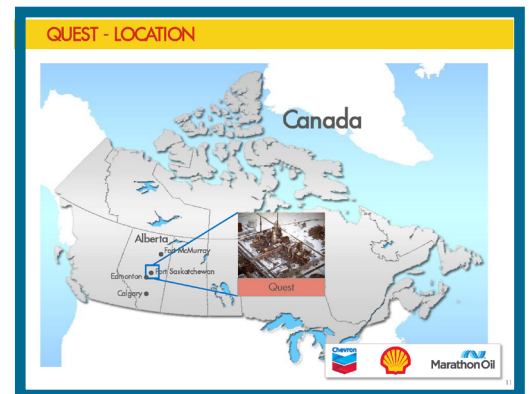 QUEST - LOCATION
Canada
Alberta
Fort McMurray
Fort Saskatchewan
Edmonton
Calgary
Quest
Chevron
Marathon Oil
11